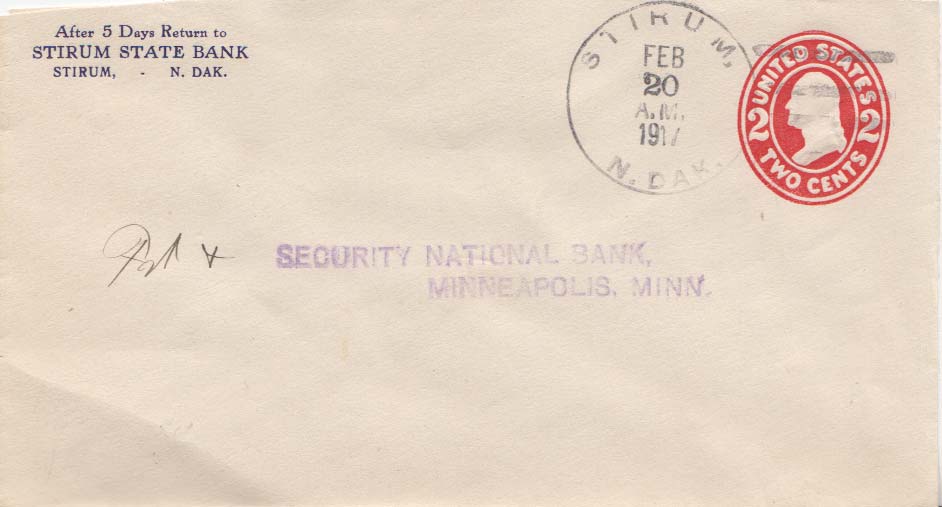 After 5 Days Return to
STIRUM STATE BANK
STIRUM, - N. DAK.
STIRUM,
FEB
20
A.M.
1917
N. DAK.
UNITED STATES
2 2
TWO CENTS
SECURITY NATIONAL BANK,
MINNEAPOLIS, MINN.